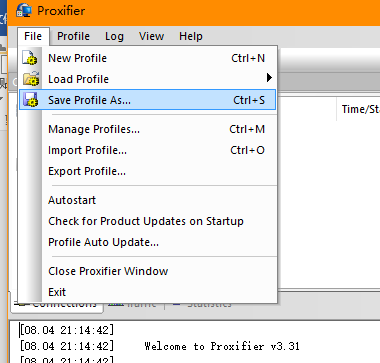 Proxifier
File Profile Log View Help
New Profile Ctrl+N
Load Profile
Save Profile As... Ctrl+S
Time/Sta
Manage Profiles... Ctrl+M
Import Profile... Ctrl+O
Export Profile...
Autostart
Check for Product Updates on Startup
Profile Auto Update...
Close Proxifier Window
Exit
Connections Traffic Statistics
[08.04 21:14:42]
[08.04 21:14:42] Welcome to Proxifier v3.31
[08.04 21:14:42]